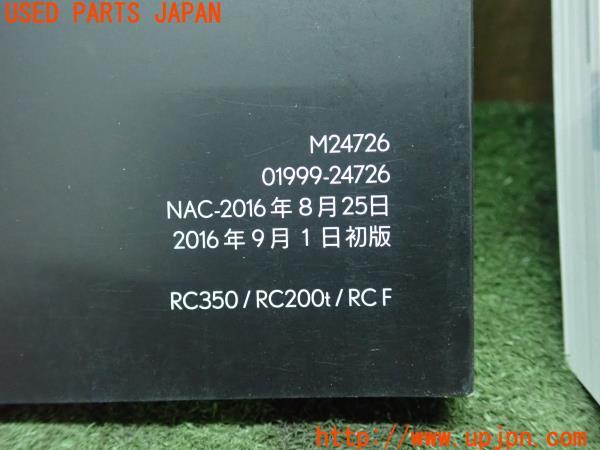 USED PARTS JAPAN
M24726
01999-24726
NAC-2016年8月25日
2016年9月1日初版
RC350 / RC200t / RC F
http://www.upjpn.com